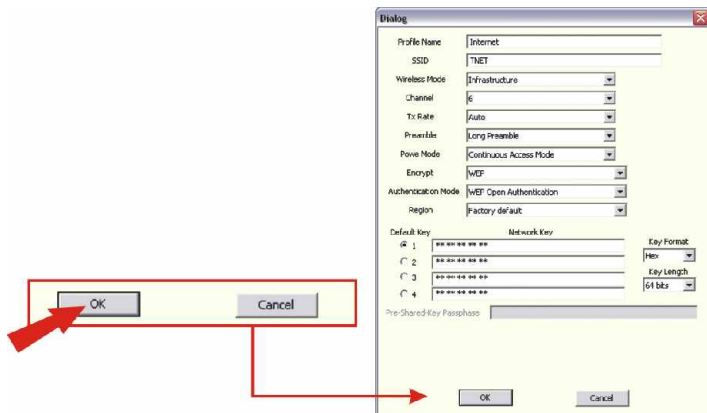 Dialog
Profile Name Internet
SSID TNET
Wireless Mode Infrastructure
Channel 6
Tx Rate Auto
Preamble Long Preamble
Powe Mode Continuous Access Mode
Encrypt WEP
Authentication Mode WEP Open Authentication
Region Factory default
Default Key Network Key Key Format
1 ** ** ** ** ** Hex
2 ** ** ** ** **
Key Length
3 ** ** ** ** ** 64 bits
4 ** ** ** ** **
Pre-Shared-Key Passphase
OK Cancel
OK Cancel